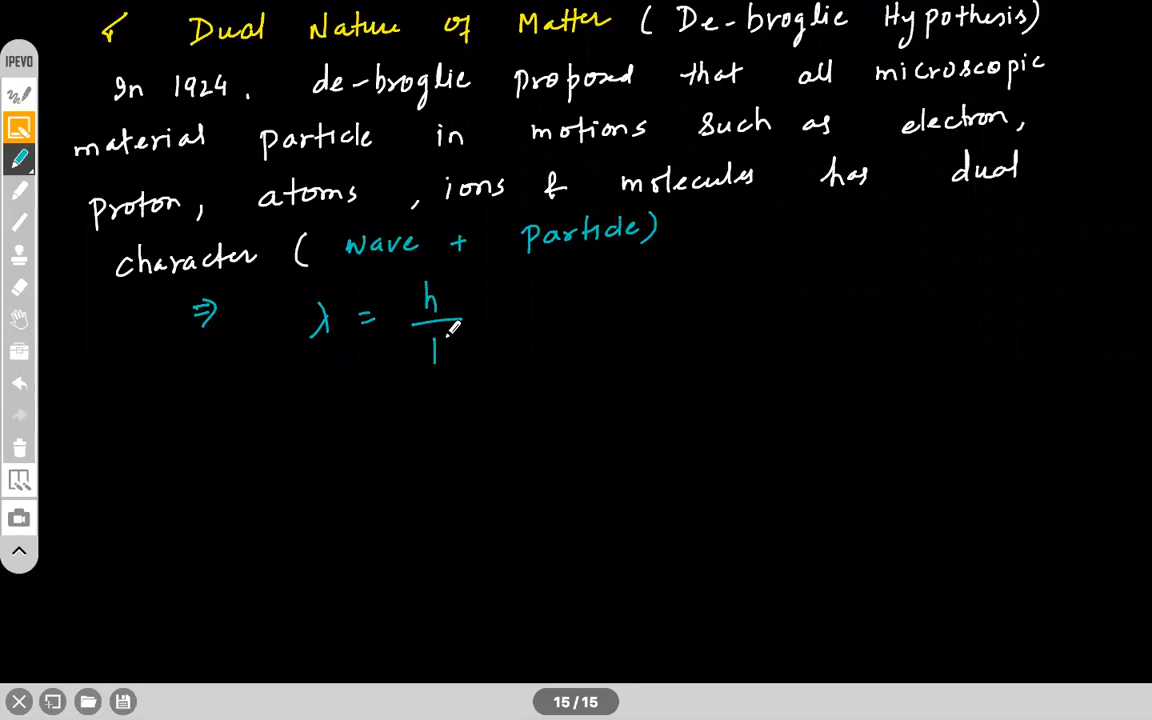 Dual Nature of Matter (De-broglie Hypothesis)
In 1924. de-broglie proposed that all microscopic
material particle in motions such as electron,
proton, atoms, ions & molecules has dual
character (wave + particle)
⇒ λ = h
IPEVO
15/15